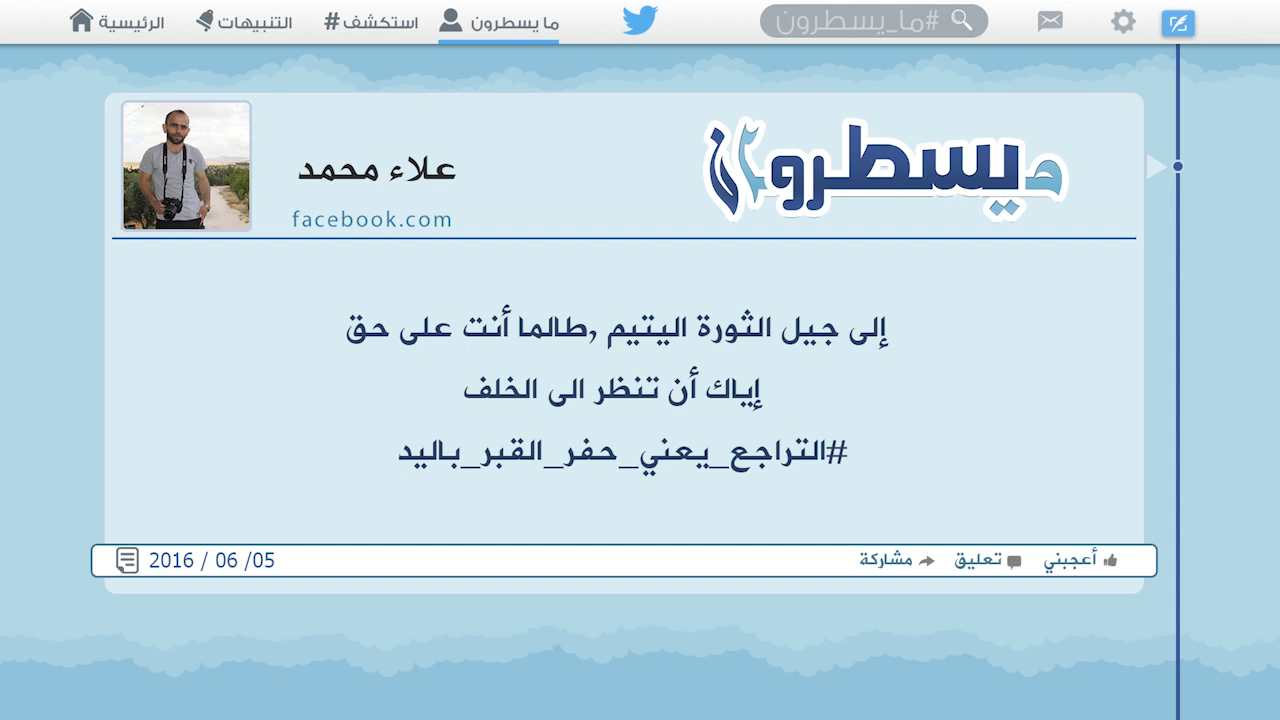 الرئيسية
التنبيهات
استكشف #
ما يسطرون
#ما_يسطرون
علاء محمد
facebook.com
يسطرون
إلى جيل الثورة اليتيم ,طالما أنت على حق
إياك أن تنظر الى الخلف
#التراجع_يعني_حفر_القبر_باليد
أعجبني
تعليق
مشاركة
2016 / 06 /05